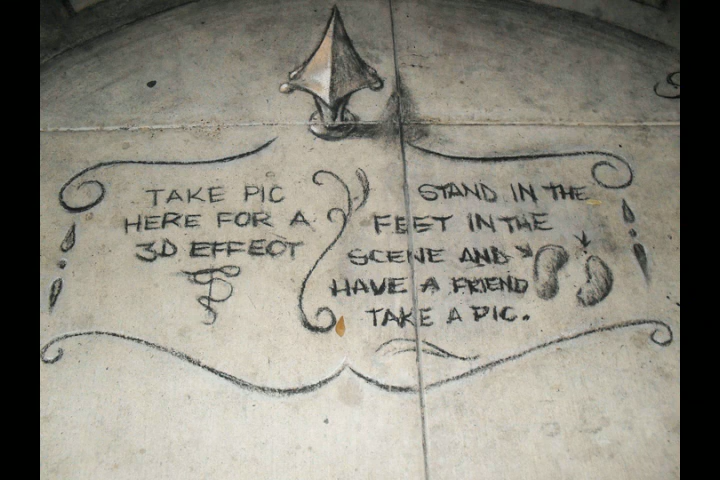 TAKE PIC
HERE FOR A
3D EFFECT
STAND IN THE
FEET IN THE
SCENE AND
HAVE A FRIEND
TAKE A PIC.